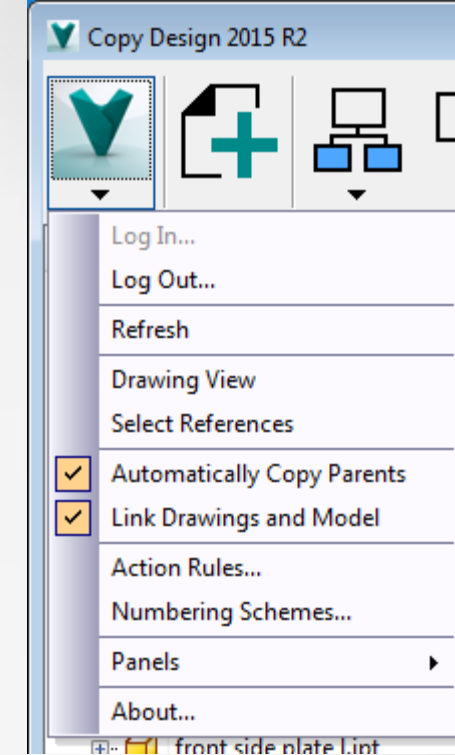 Copy Design 2015 R2
Log In...
Log Out...
Refresh
Drawing View
Select References
Automatically Copy Parents
Link Drawings and Model
Action Rules...
Numbering Schemes...
Panels
About...
front side plate l.ipt